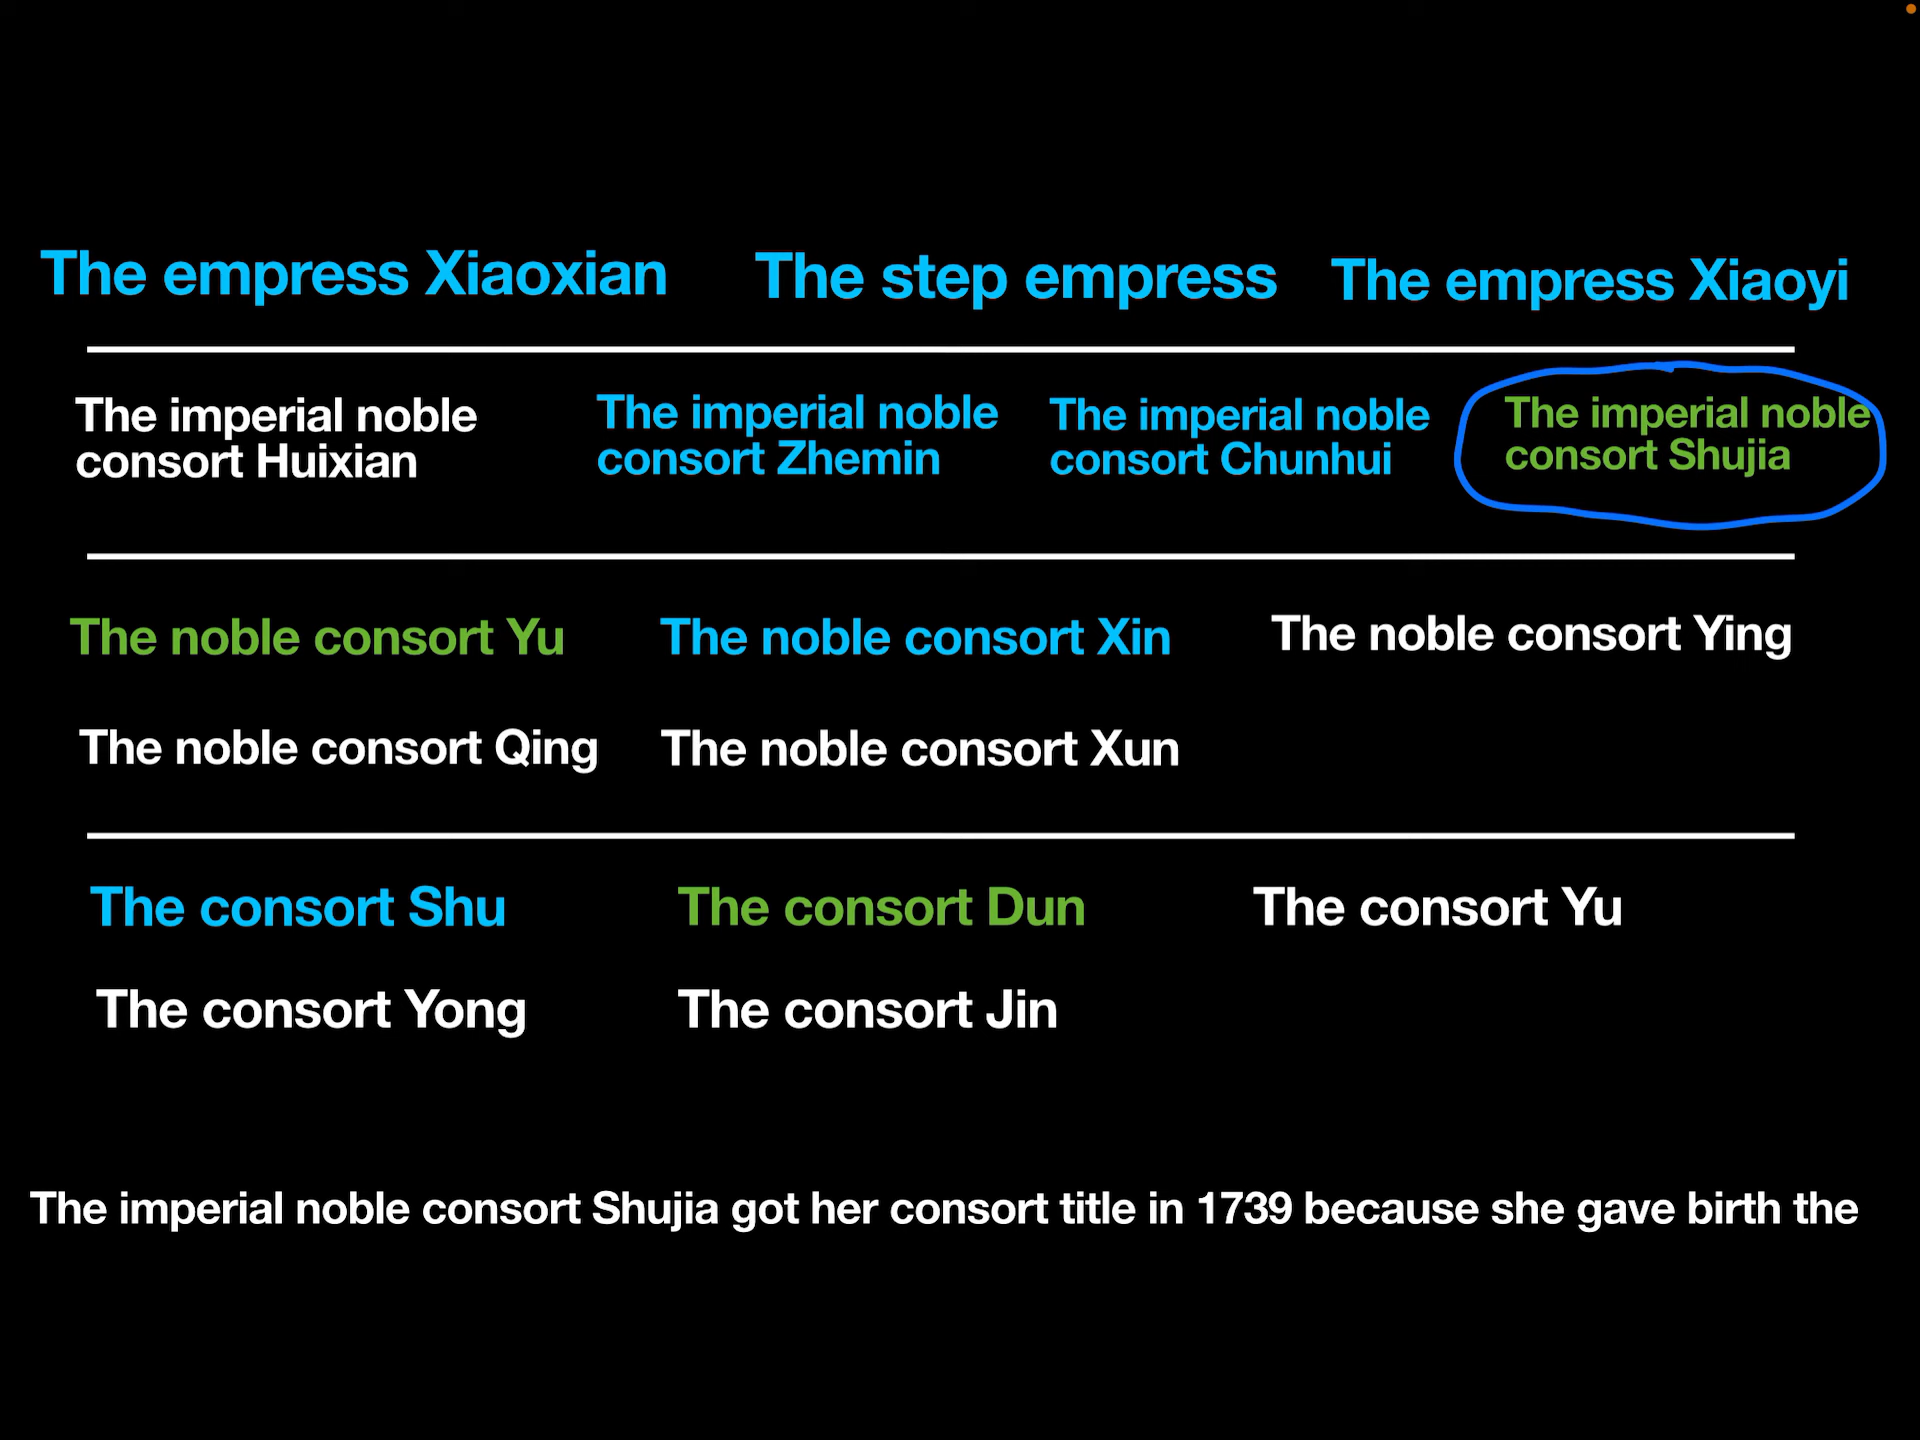 The empress Xiaoxian The step empress The empress Xiaoyi
The imperial noble
consort Huixian
The imperial noble
consort Zhemin
The imperial noble
consort Chunhui
The imperial noble
consort Shujia
The noble consort Yu The noble consort Xin The noble consort Ying
The noble consort Qing The noble consort Xun
The consort Shu The consort Dun The consort Yu
The consort Yong The consort Jin
The imperial noble consort Shujia got her consort title in 1739 because she gave birth the